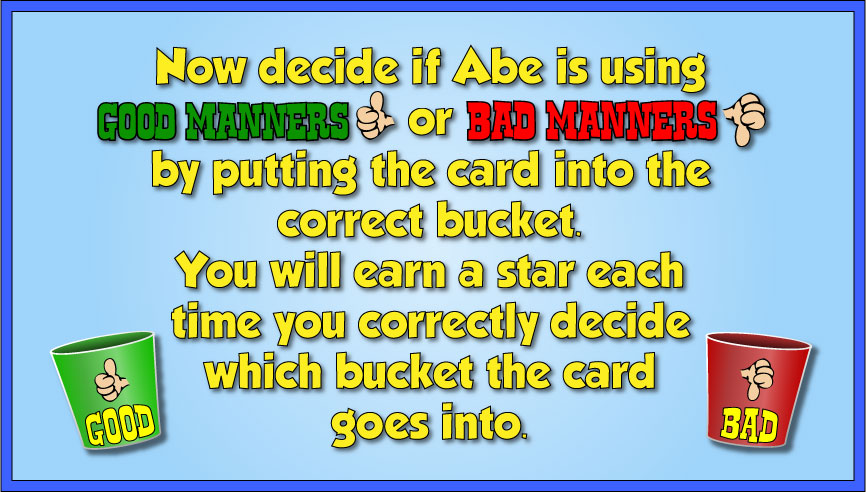 Now decide if Abe is using
GOOD MANNERS or BAD MANNERS
by putting the card into the
correct bucket.
You will earn a star each
time you correctly decide
which bucket the card
goes into.
GOOD
BAD